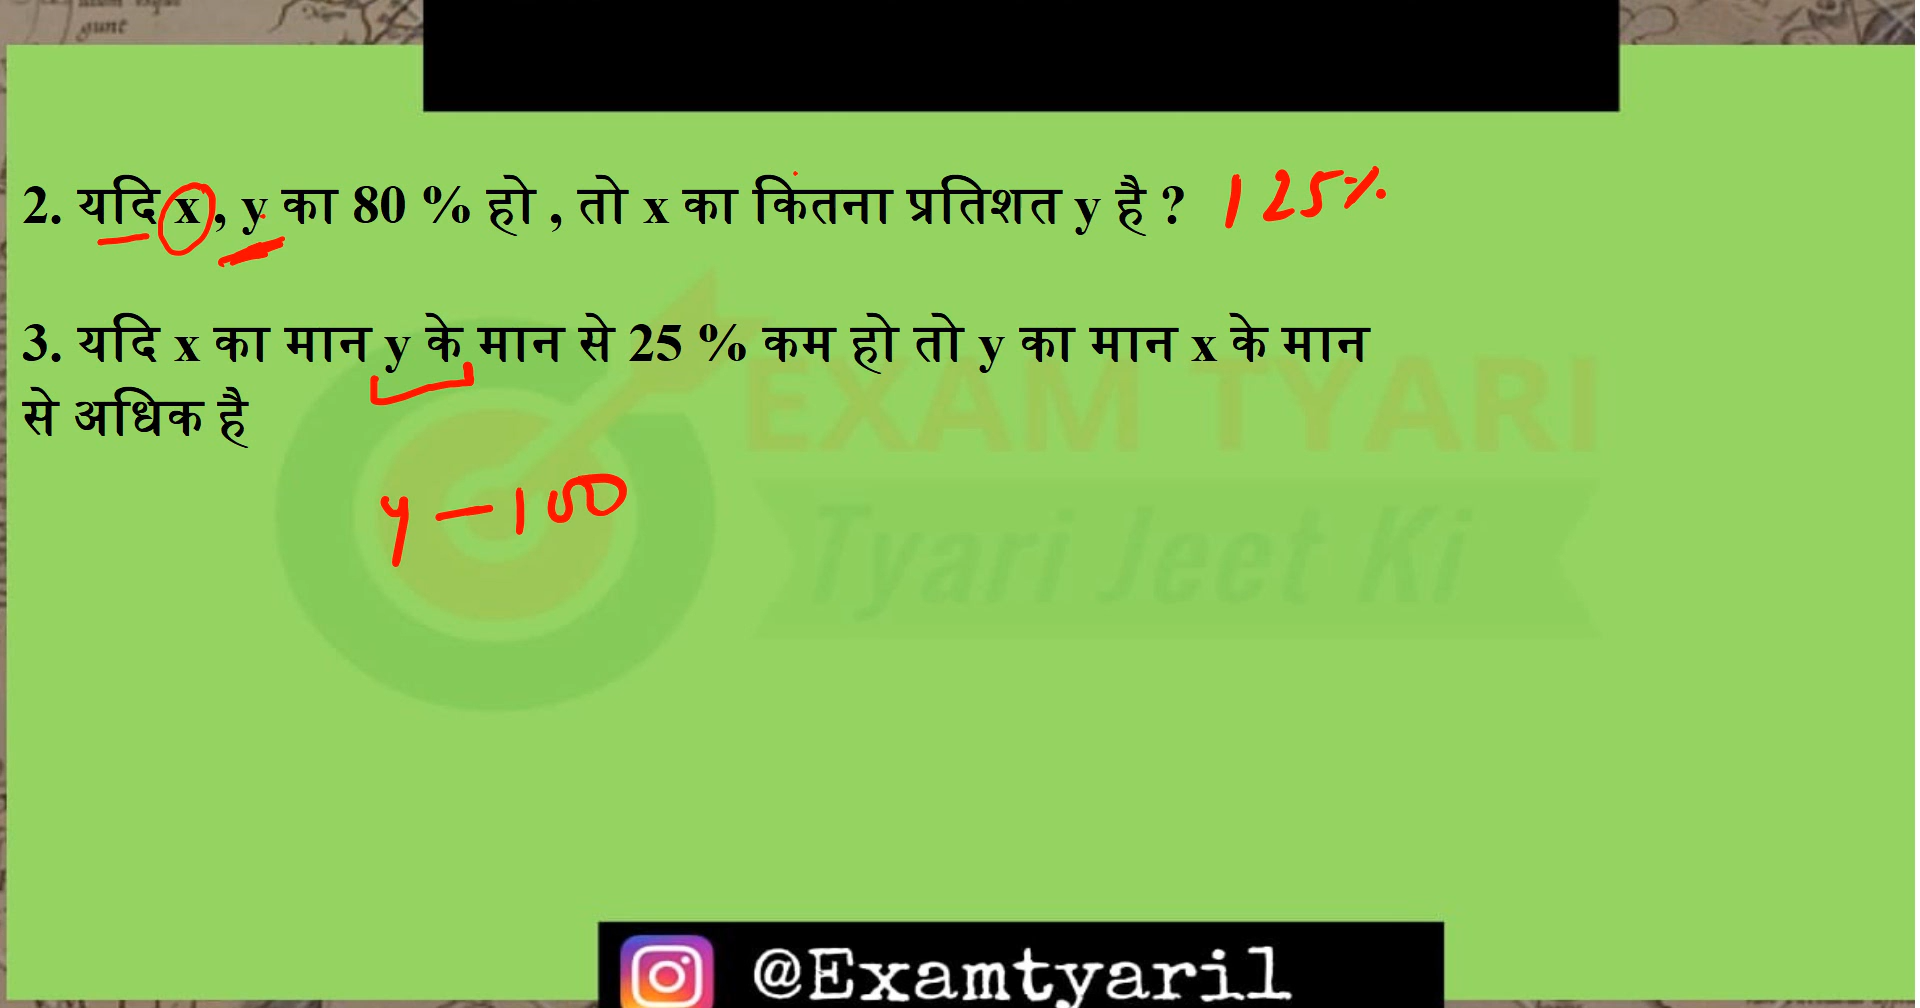 gunt
2. यदि x , y का 80 % हो , तो x का कितना प्रतिशत y है ? 125%
3. यदि x का मान y के मान से 25 % कम हो तो y का मान x के मान
से अधिक है
y – 100
EXAM TYARI
Tyari Jeet Ki
@Examtyari1